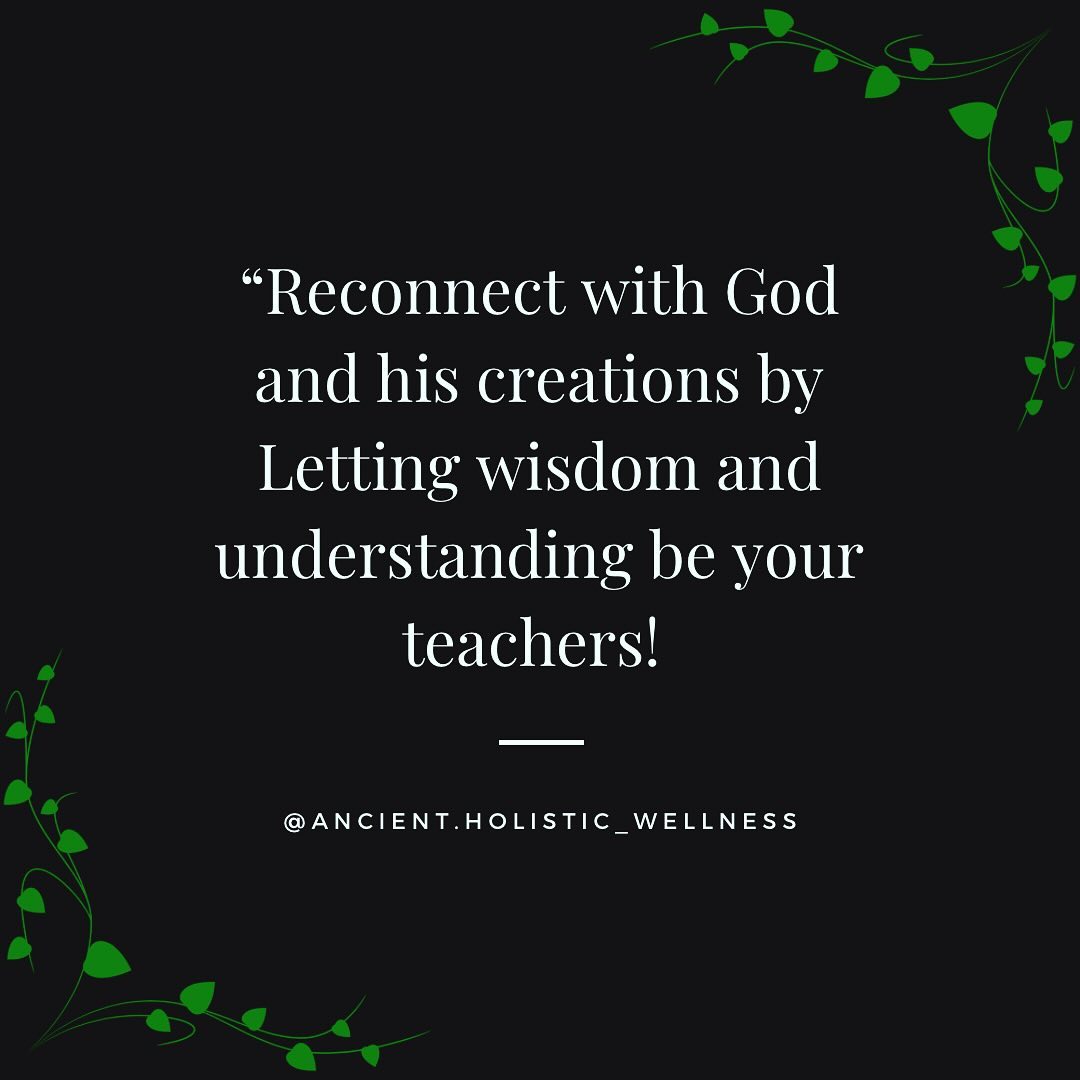 “Reconnect with God
and his creations by
Letting wisdom and
understanding be your
teachers!
@ANCIENT.HOLISTIC_WELLNESS